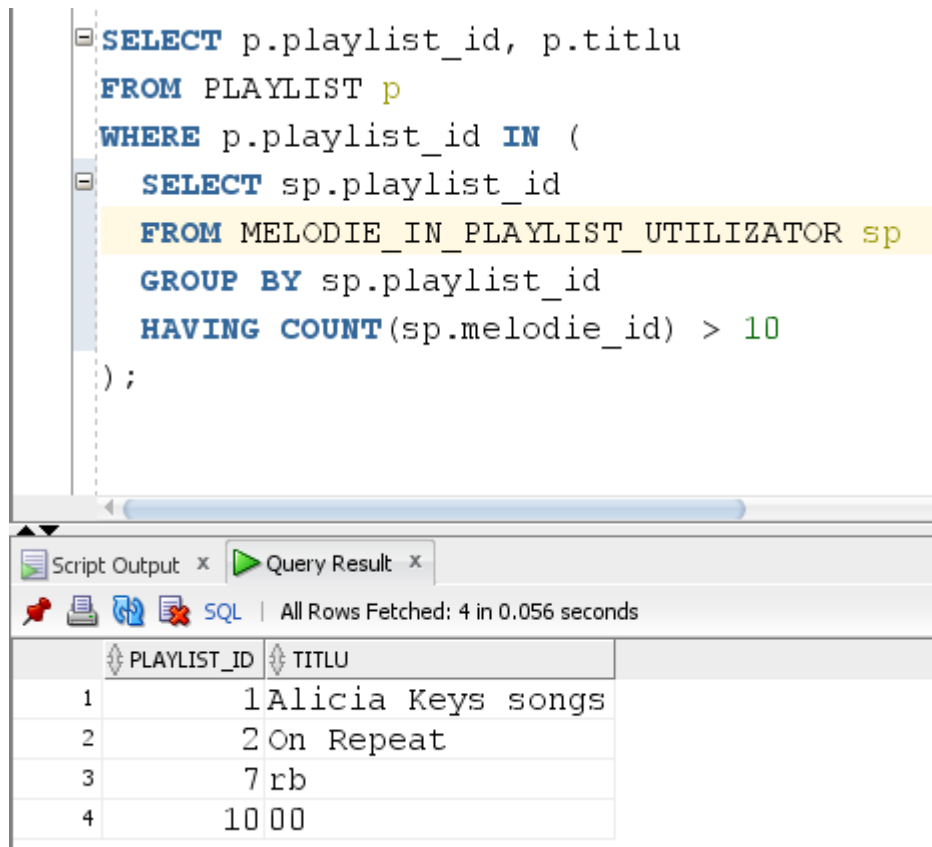 SELECT p.playlist_id, p.titlu
FROM PLAYLIST p
WHERE p.playlist_id IN (
SELECT sp.playlist_id
FROM MELODIE_IN_PLAYLIST_UTILIZATOR sp
GROUP BY sp.playlist_id
HAVING COUNT(sp.melodie_id) > 10
);
Script Output x Query Result x
SQL | All Rows Fetched: 4 in 0.056 seconds
PLAYLIST_ID TITLU
1 1 Alicia Keys songs
2 2 On Repeat
3 7 rb
4 10 00